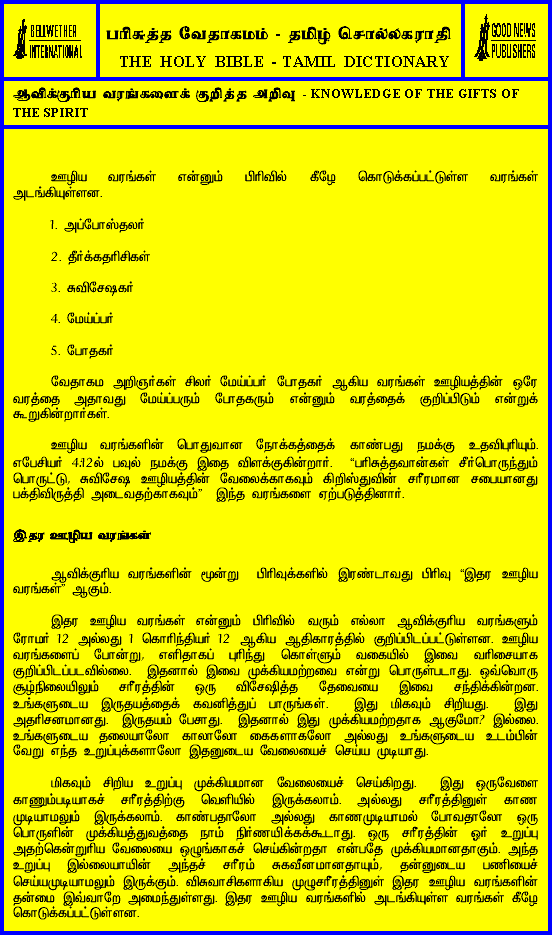 BELLWETHER
INTERNATIONAL
பரிசுத்த வேதாகமம் - தமிழ் சொல்லகராதி
THE HOLY BIBLE - TAMIL DICTIONARY
GOOD NEWS
PUBLISHERS
ஆவிக்குரிய வரங்களைக் குறித்த அறிவு - KNOWLEDGE OF THE GIFTS OF
THE SPIRIT
ஊழிய வரங்கள் என்னும் பிரிவில் கீழே கொடுக்கப்பட்டுள்ள வரங்கள்
அடங்கியுள்ளன.
1. அப்போஸ்தலர்
2. தீர்க்கதரிசிகள்
3. சுவிசேஷகர்
4. மேய்ப்பர்
5. போதகர்
வேதாகம அறிஞர்கள் சிலர் மேய்ப்பர் போதகர் ஆகிய வரங்கள் ஊழியத்தின் ஒரே
வரத்தை அதாவது மேய்ப்பரும் போதகரும் என்னும் வரத்தைக் குறிப்பிடும் என்றுக்
கூறுகின்றார்கள்.
ஊழிய வரங்களின் பொதுவான நோக்கத்தைக் காண்பது நமக்கு உதவிபுரியும்.
எபேசியர் 4:12ல் பவுல் நமக்கு இதை விளக்குகின்றார். “பரிசுத்தவான்கள் சீர்பொருந்தும்
பொருட்டு, சுவிசேஷ ஊழியத்தின் வேலைக்காகவும் கிறிஸ்துவின் சரீரமான சபையானது
பக்திவிருத்தி அடைவதற்காகவும்” இந்த வரங்களை ஏற்படுத்தினார்.
இதர ஊழிய வரங்கள்
ஆவிக்குரிய வரங்களின் மூன்று பிரிவுக்களில் இரண்டாவது பிரிவு “இதர ஊழிய
வரங்கள்” ஆகும்.
இதர ஊழிய வரங்கள் என்னும் பிரிவில் வரும் எல்லா ஆவிக்குரிய வரங்களும்
ரோமர் 12 அல்லது 1 கொரிந்தியர் 12 ஆகிய ஆதிகாரத்தில் குறிப்பிடப்பட்டுள்ளன. ஊழிய
வரங்களைப் போன்று, எளிதாகப் புரிந்து கொள்ளும் வகையில் இவை வரிசையாக
குறிப்பிடப்படவில்லை. இதனால் இவை முக்கியமற்றவை என்று பொருள்படாது. ஒவ்வொரு
சூழ்நிலையிலும் சரீரத்தின் ஒரு விசேஷித்த தேவையை இவை சந்திக்கின்றன.
உங்களுடைய இருதயத்தைக் கவனித்துப் பாருங்கள். இது மிகவும் சிறியது. இது
அதரிசனமானது. இருதயம் பேசாது. இதனால் இது முக்கியமற்றதாக ஆகுமோ? இல்லை.
உங்களுடைய தலையாலோ காலாலோ கைகளாகலோ அல்லது உங்களுடைய உடம்பின்
வேறு எந்த உறுப்புக்களாலோ இதனுடைய வேலையைச் செய்ய முடியாது.
மிகவும் சிறிய உறுப்பு முக்கியமான வேலையைச் செய்கிறது. இது ஒருவேளை
காணும்படியாகச் சரீரத்திற்கு வெளியில் இருக்கலாம். அல்லது சரீரத்தினுள் காண
முடியாமலும் இருக்கலாம். காண்பதாலோ அல்லது காணமுடியாமல் போவதாலோ ஒரு
பொருளின் முக்கியத்துவத்தை நாம் நிர்ணயிக்கக்கூடாது. ஒரு சரீரத்தின் ஓர் உறுப்பு
அதற்கென்றுரிய வேலையை ஒழுங்காகச் செய்கின்றதா என்பதே முக்கியமானதாகும். அந்த
உறுப்பு இல்லையாயின் அந்தச் சரீரம் சுகவீனமானதாயும், தன்னுடைய பணியைச்
செய்யமுடியாமலும் இருக்கும். விசுவாசிகளாகிய முழுசரீரத்தினுள் இதர ஊழிய வரங்களின்
தன்மை இவ்வாறே அமைந்துள்ளது. இதர ஊழிய வரங்களில் அடங்கியுள்ள வரங்கள் கீழே
கொடுக்கப்பட்டுள்ளன.